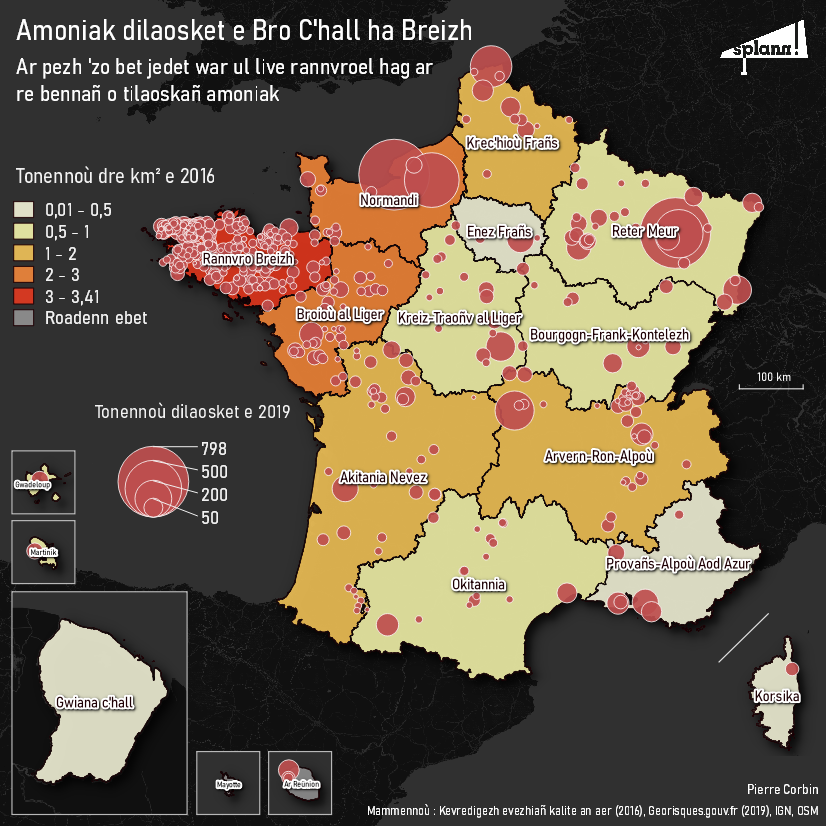 Amoniak dilaosket e Bro C'hall ha Breizh
Ar pezh 'zo bet jedet war ul live rannvroel hag ar
re bennañ o tilaoskañ amoniak
splann!
Tonennoù dre km² e 2016
0,01 - 0,5
0,5 - 1
1 - 2
2 - 3
3 - 3,41
Roadenn ebet
Krec'hioù Frañs
Normandi
Enez Frañs
Reter Meur
Rannvro Breizh
Broioù al Liger
Kreiz-Traoñv al Liger
Bourgogn-Frank-Kontelezh
100 km
Tonennoù dilaosket e 2019
798
500
200
50
Akitania Nevez
Arvern-Ron-Alpoù
Gwadeloup
Martinik
Okitannia
Provañs-Alpoù Aod Azur
Gwiana c'hall
Korsika
Mayotte
Ar Reünion
Pierre Corbin
Mammennoù : Kevredigezh evezhiañ kalite an aer (2016), Georisques.gouv.fr (2019), IGN, OSM